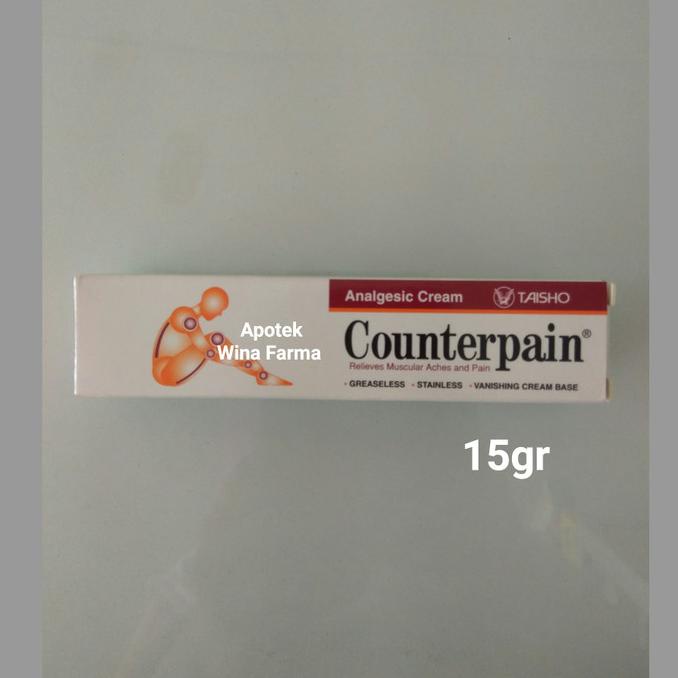 Analgesic Cream
TAISHO
Apotek
Wina Farma
Counterpain®
Relieves Muscular Aches and Pain
• GREASELESS • STAINLESS • VANISHING CREAM BASE
15gr